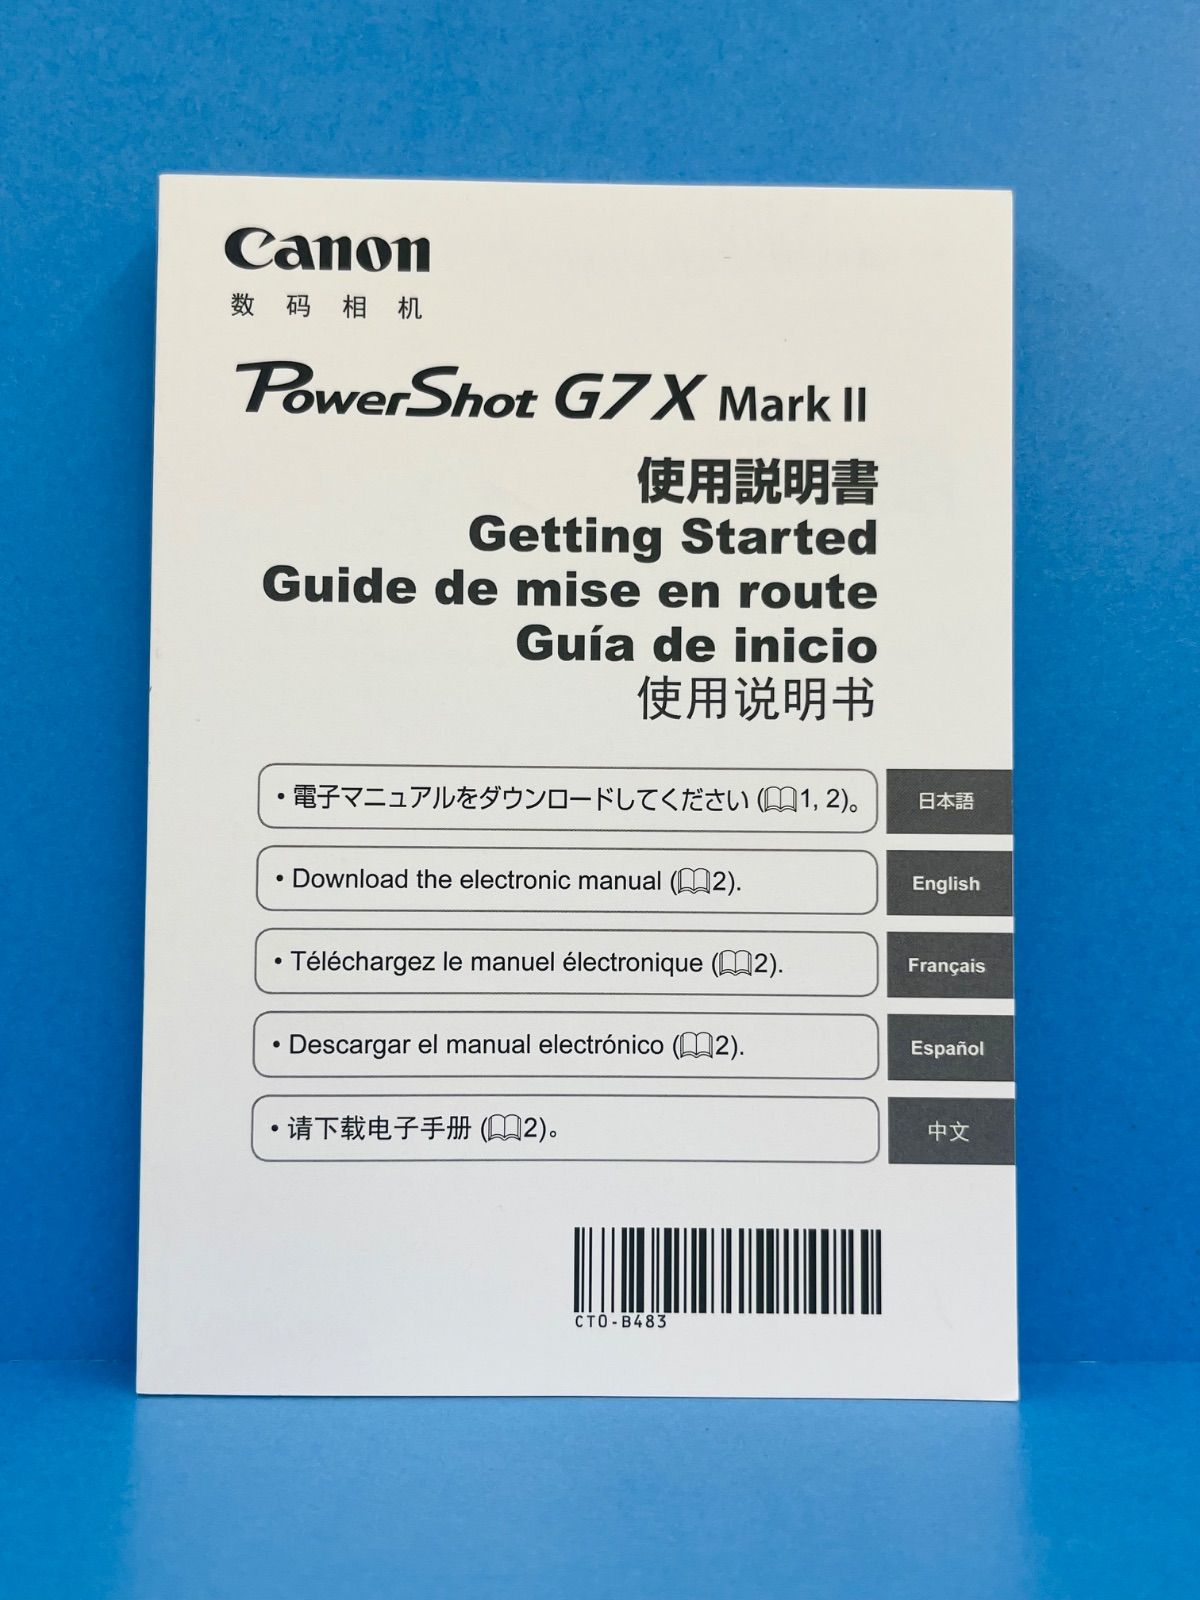 Canon
数码相机
PowerShot G7 X Mark II
使用説明書
Getting Started
Guide de mise en route
Guía de inicio
使用说明书
・電子マニュアルをダウンロードしてください (1, 2)。
日本語
• Download the electronic manual (2).
English
• Téléchargez le manuel électronique (2).
Français
• Descargar el manual electrónico (2).
Español
• 请下载电子手册 (2)。
中文
CT0-B483